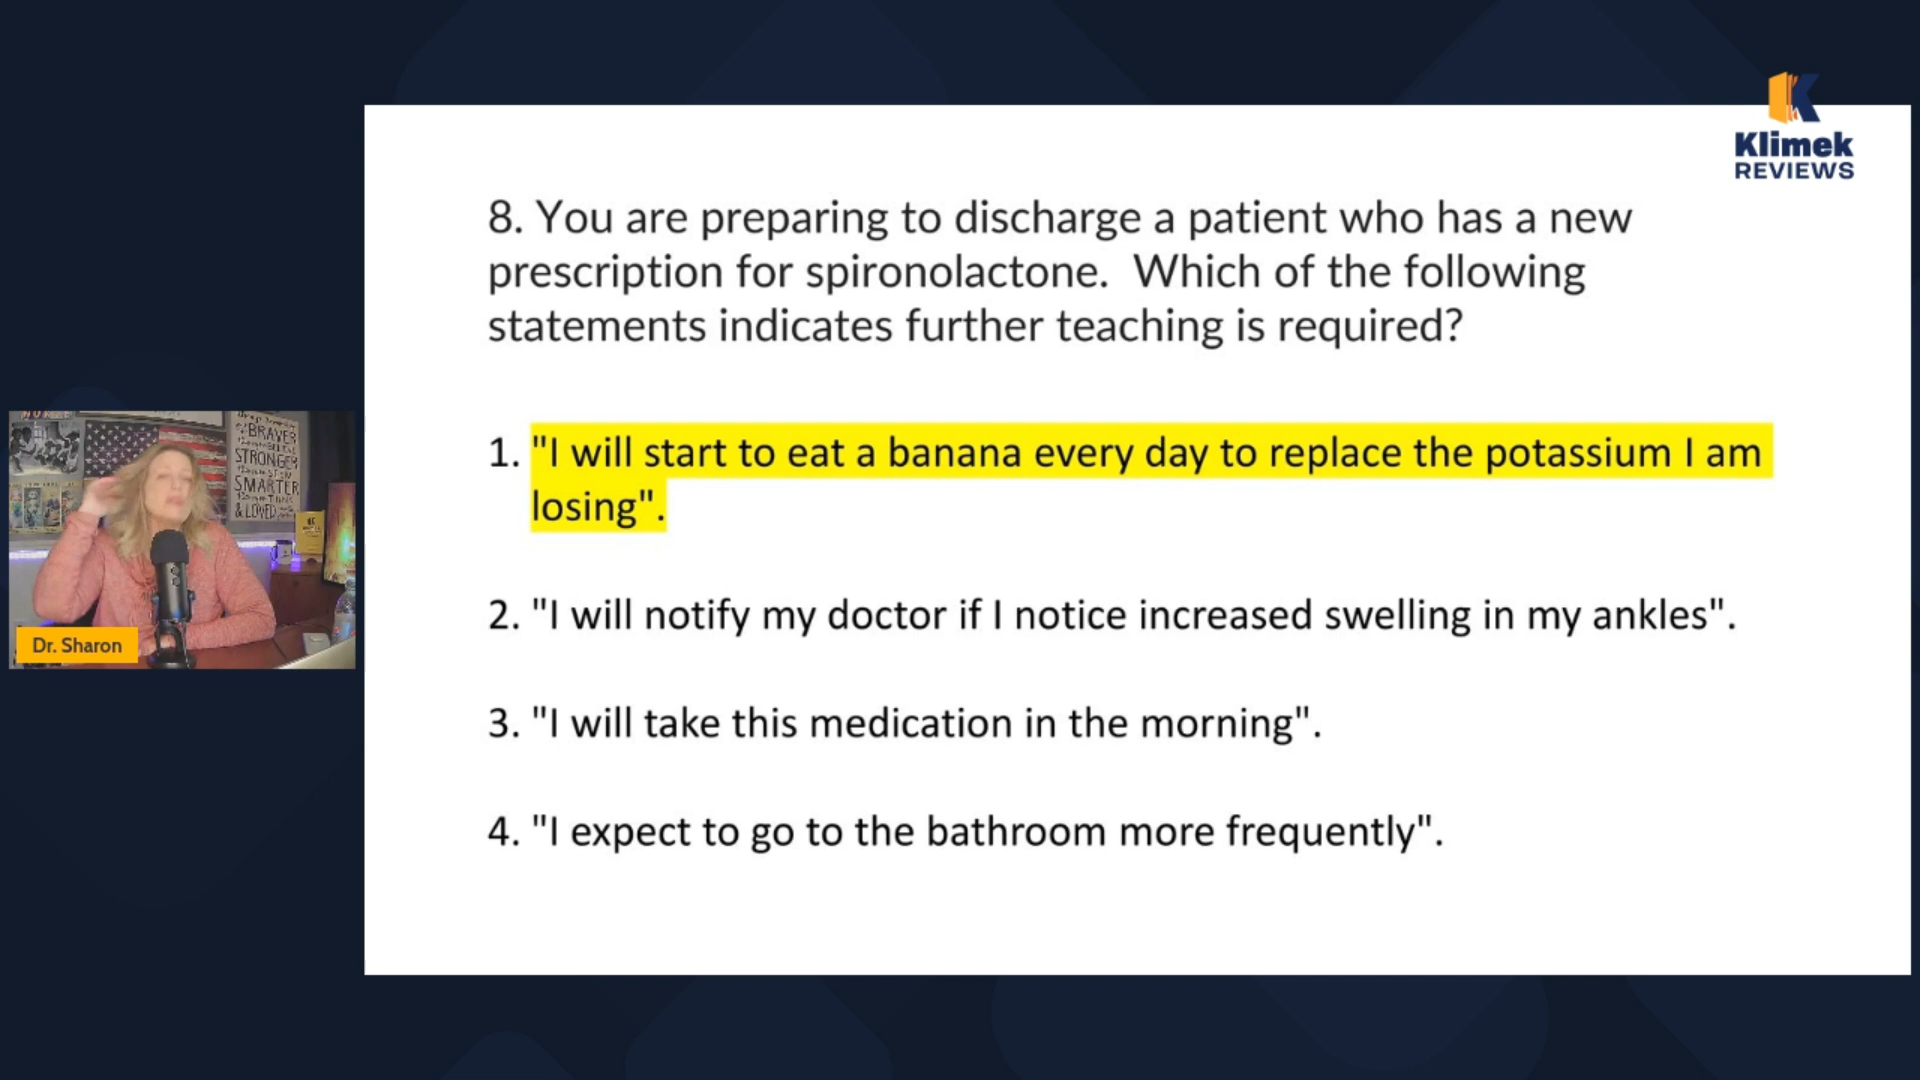 Klimek
REVIEWS
8. You are preparing to discharge a patient who has a new
prescription for spironolactone.  Which of the following
statements indicates further teaching is required?
1. "I will start to eat a banana every day to replace the potassium I am
losing".
2. "I will notify my doctor if I notice increased swelling in my ankles".
3. "I will take this medication in the morning".
4. "I expect to go to the bathroom more frequently".
BRAVER
STRONGER
SMARTER
& LOVED
Dr. Sharon